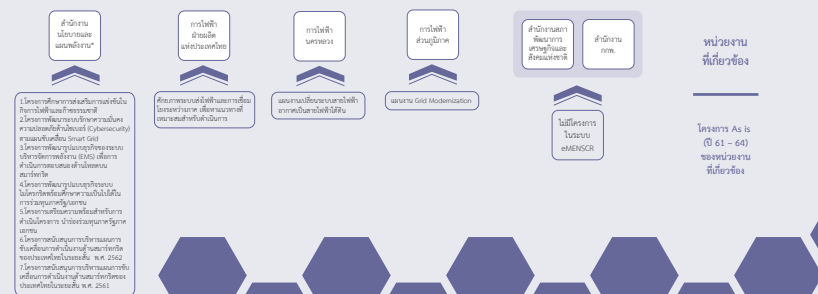 สำนักงาน
นโยบายและ
แผนพลังงาน*
การไฟฟ้า
ฝ่ายผลิต
แห่งประเทศไทย
การไฟฟ้า
นครหลวง
การไฟฟ้า
ส่วนภูมิภาค
สำนักงานสภา
พัฒนาการ
เศรษฐกิจและ
สังคมแห่งชาติ
สำนักงาน
กกพ.
หน่วยงาน
ที่เกี่ยวข้อง
1.โครงการศึกษาการส่งเสริมการแข่งขันใน
กิจการไฟฟ้าและก๊าซธรรมชาติ
2.โครงการพัฒนาระบบรักษาความมั่นคง
ความปลอดภัยด้านไซเบอร์ (Cybersecurity)
ตามแผนขับเคลื่อน Smart Grid
3.โครงการพัฒนารูปแบบธุรกิจของระบบ
บริหารจัดการพลังงาน (EMS) เพื่อการ
ดำเนินการตอบสนองด้านโหลดบน
สมาร์ทกริด
4.โครงการพัฒนารูปแบบธุรกิจระบบ
ไมโครกริดพร้อมศึกษาความเป็นไปได้ใน
การร่วมทุนภาครัฐ/เอกชน
5.โครงการเตรียมความพร้อมสำหรับการ
ดำเนินโครงการ นำร่องร่วมทุนภาครัฐภาค
เอกชน
6.โครงการสนับสนุนการบริหารแผนการ
ขับเคลื่อนการดำเนินงานด้านสมาร์ทกริด
ของประเทศไทยในระยะสั้น พ.ศ. 2562
7.โครงการสนับสนุนการบริหารแผนการขับ
เคลื่อนการดำเนินงานด้านสมาร์ทกริดของ
ประเทศไทยในระยะสั้น พ.ศ. 2561
ศักยภาพระบบส่งไฟฟ้าและการเชื่อม
โยงระหว่างภาค เพื่อหาแนวทางที่
เหมาะสมสำหรับดำเนินการ
แผนงานเปลี่ยนระบบสายไฟฟ้า
อากาศเป็นสายไฟฟ้าใต้ดิน
แผนงาน Grid Modernization
ไม่มีโครงการ
ในระบบ
eMENSCR
โครงการ As is
(ปี 61 – 64)
ของหน่วยงาน
ที่เกี่ยวข้อง